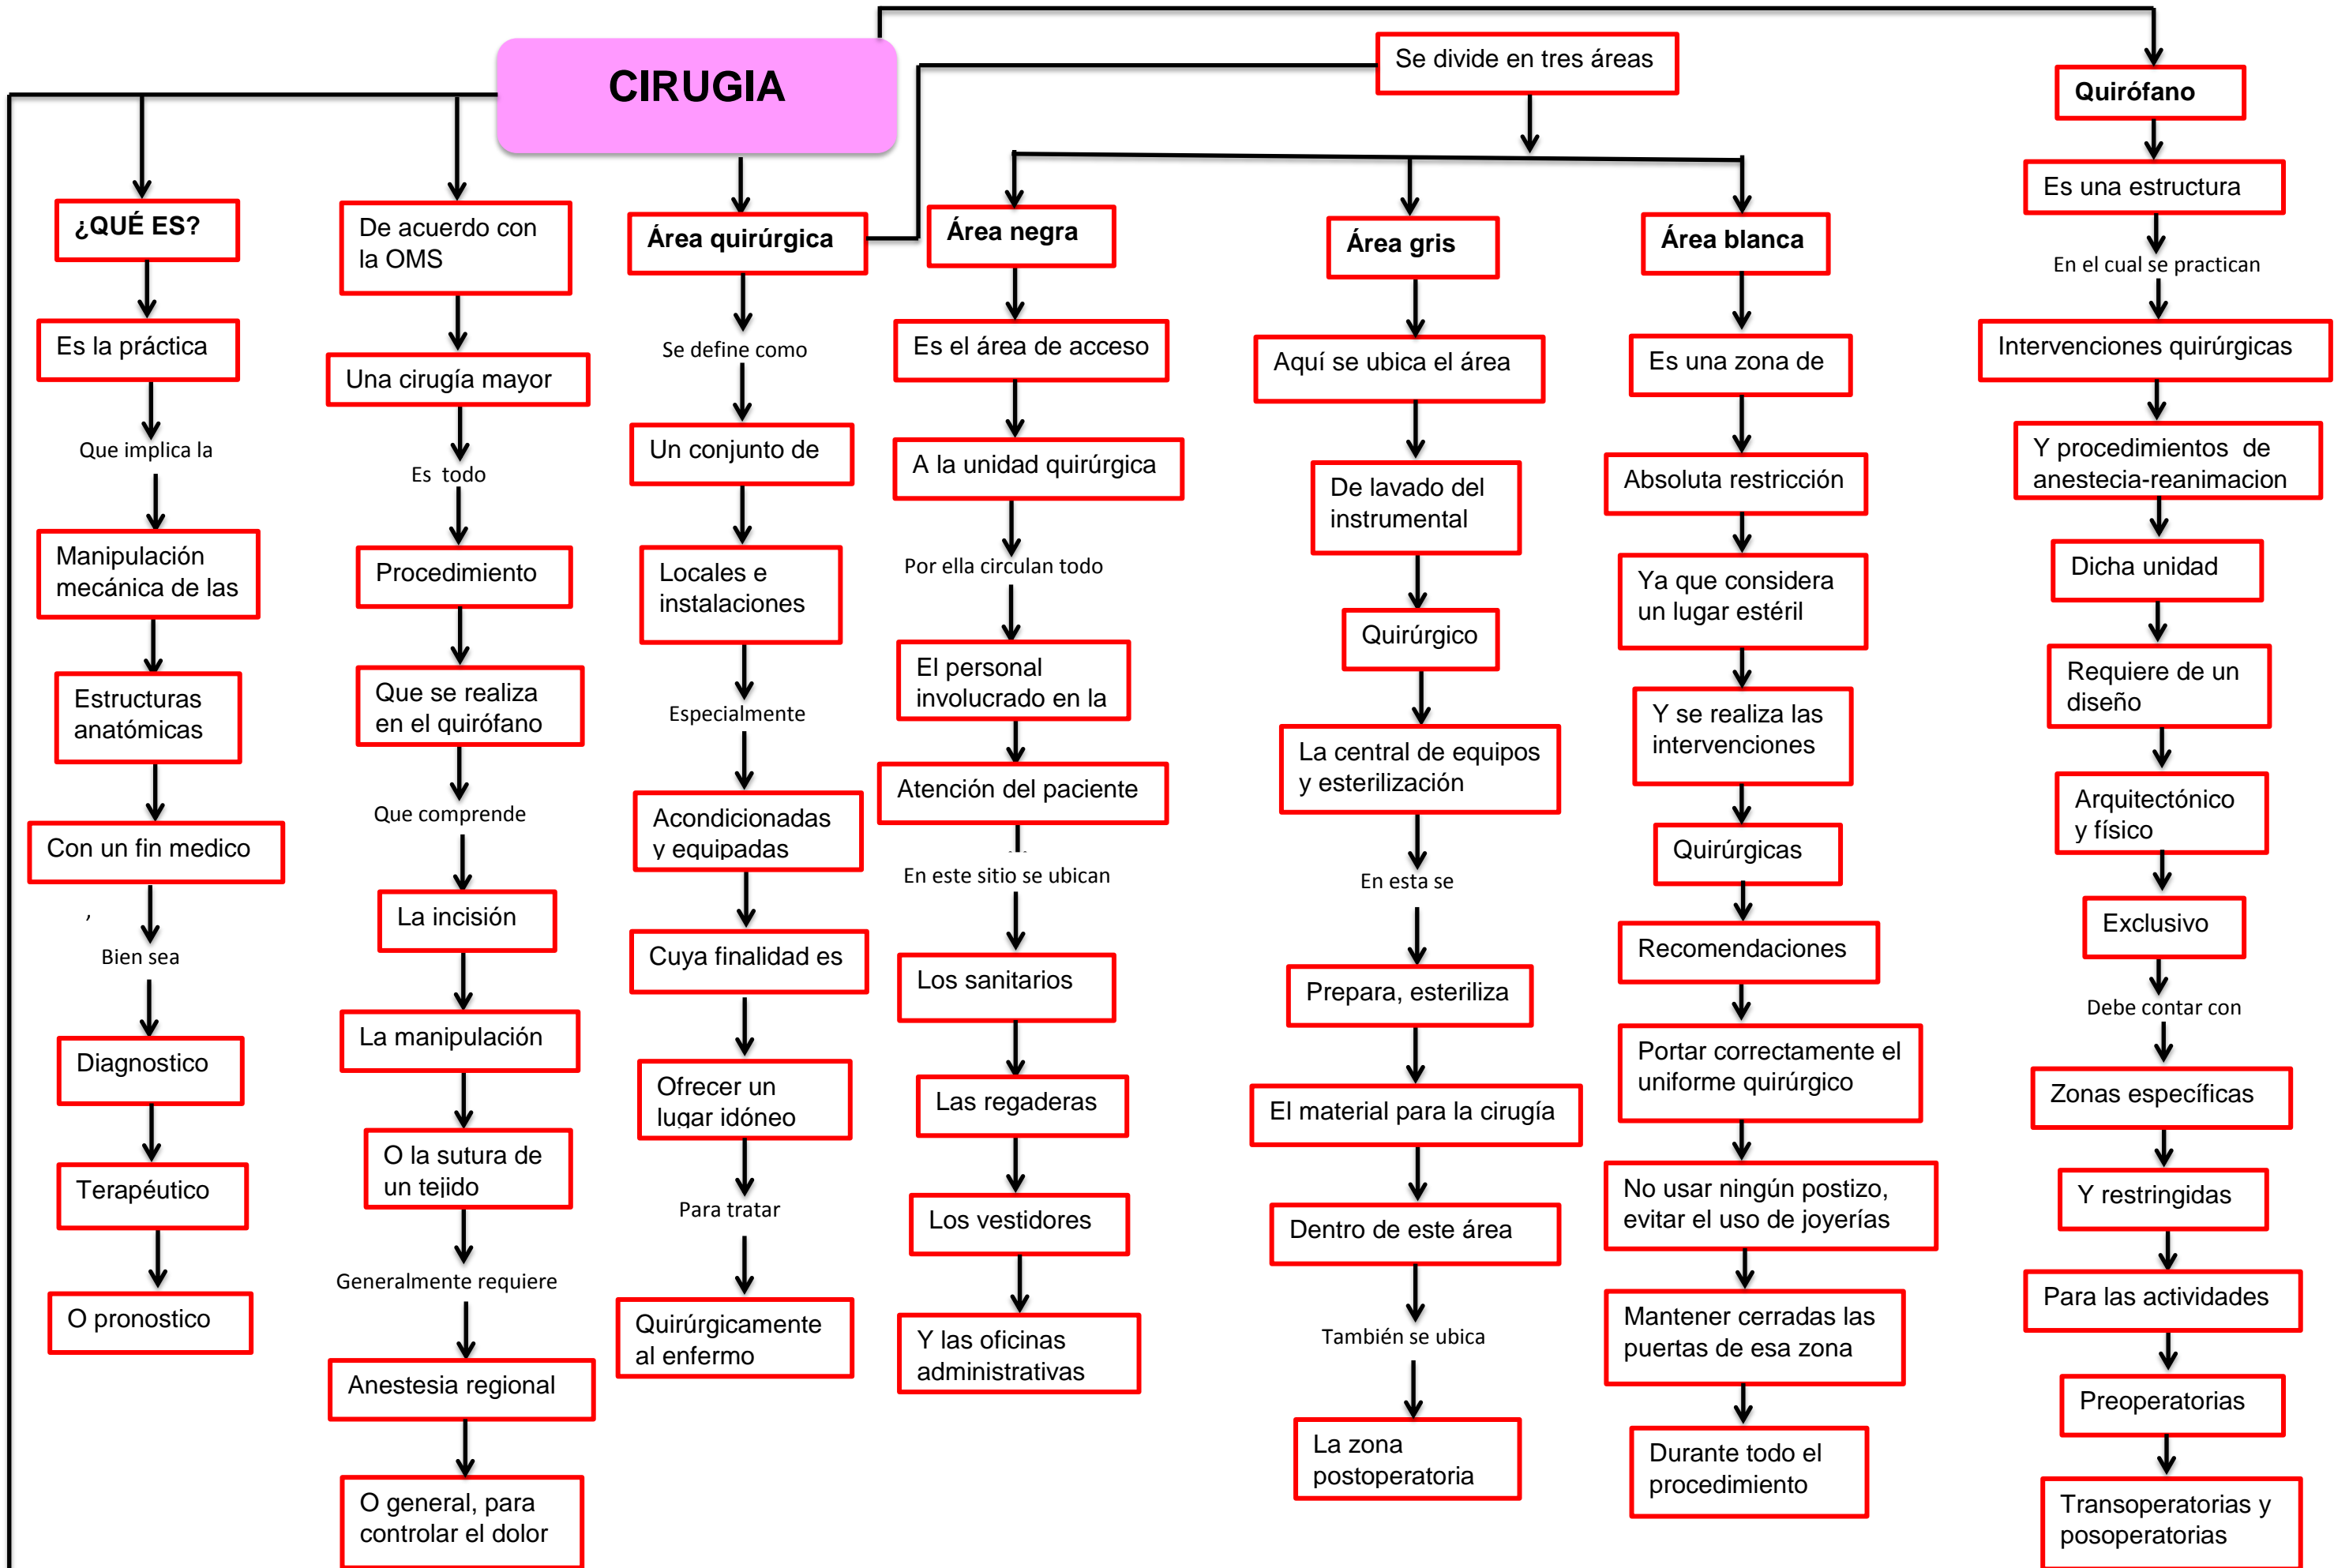 CIRUGIA
¿QUÉ ES?
Es la práctica
Que implica la
Manipulación
mecánica de las
Estructuras
anatómicas
Con un fin medico
,
Bien sea
Diagnostico
Terapéutico
O pronostico
De acuerdo con
la OMS
Una cirugía mayor
Es todo
Procedimiento
Que se realiza
en el quirófano
Que comprende
La incisión
La manipulación
O la sutura de
un tejido
Generalmente requiere
Anestesia regional
O general, para
controlar el dolor
Área quirúrgica
Se define como
Un conjunto de
Locales e
instalaciones
Especialmente
Acondicionadas
y equipadas
Cuya finalidad es
Ofrecer un
lugar idóneo
Para tratar
Quirúrgicamente
al enfermo
Se divide en tres áreas
Área negra
Es el área de acceso
A la unidad quirúrgica
Por ella circulan todo
El personal
involucrado en la
Atención del paciente
En este sitio se ubican
Los sanitarios
Las regaderas
Los vestidores
Y las oficinas
administrativas
Área gris
Aquí se ubica el área
De lavado del
instrumental
Quirúrgico
La central de equipos
y esterilización
En esta se
Prepara, esteriliza
El material para la cirugía
Dentro de este área
También se ubica
La zona
postoperatoria
Área blanca
Es una zona de
Absoluta restricción
Ya que considera
un lugar estéril
Y se realiza las
intervenciones
Quirúrgicas
Recomendaciones
Portar correctamente el
uniforme quirúrgico
No usar ningún postizo,
evitar el uso de joyerías
Mantener cerradas las
puertas de esa zona
Durante todo el
procedimiento
Quirófano
Es una estructura
En el cual se practican
Intervenciones quirúrgicas
Y procedimientos de
anestecia-reanimacion
Dicha unidad
Requiere de un
diseño
Arquitectónico
y físico
Exclusivo
Debe contar con
Zonas específicas
Y restringidas
Para las actividades
Preoperatorias
Transoperatorias y
posoperatorias